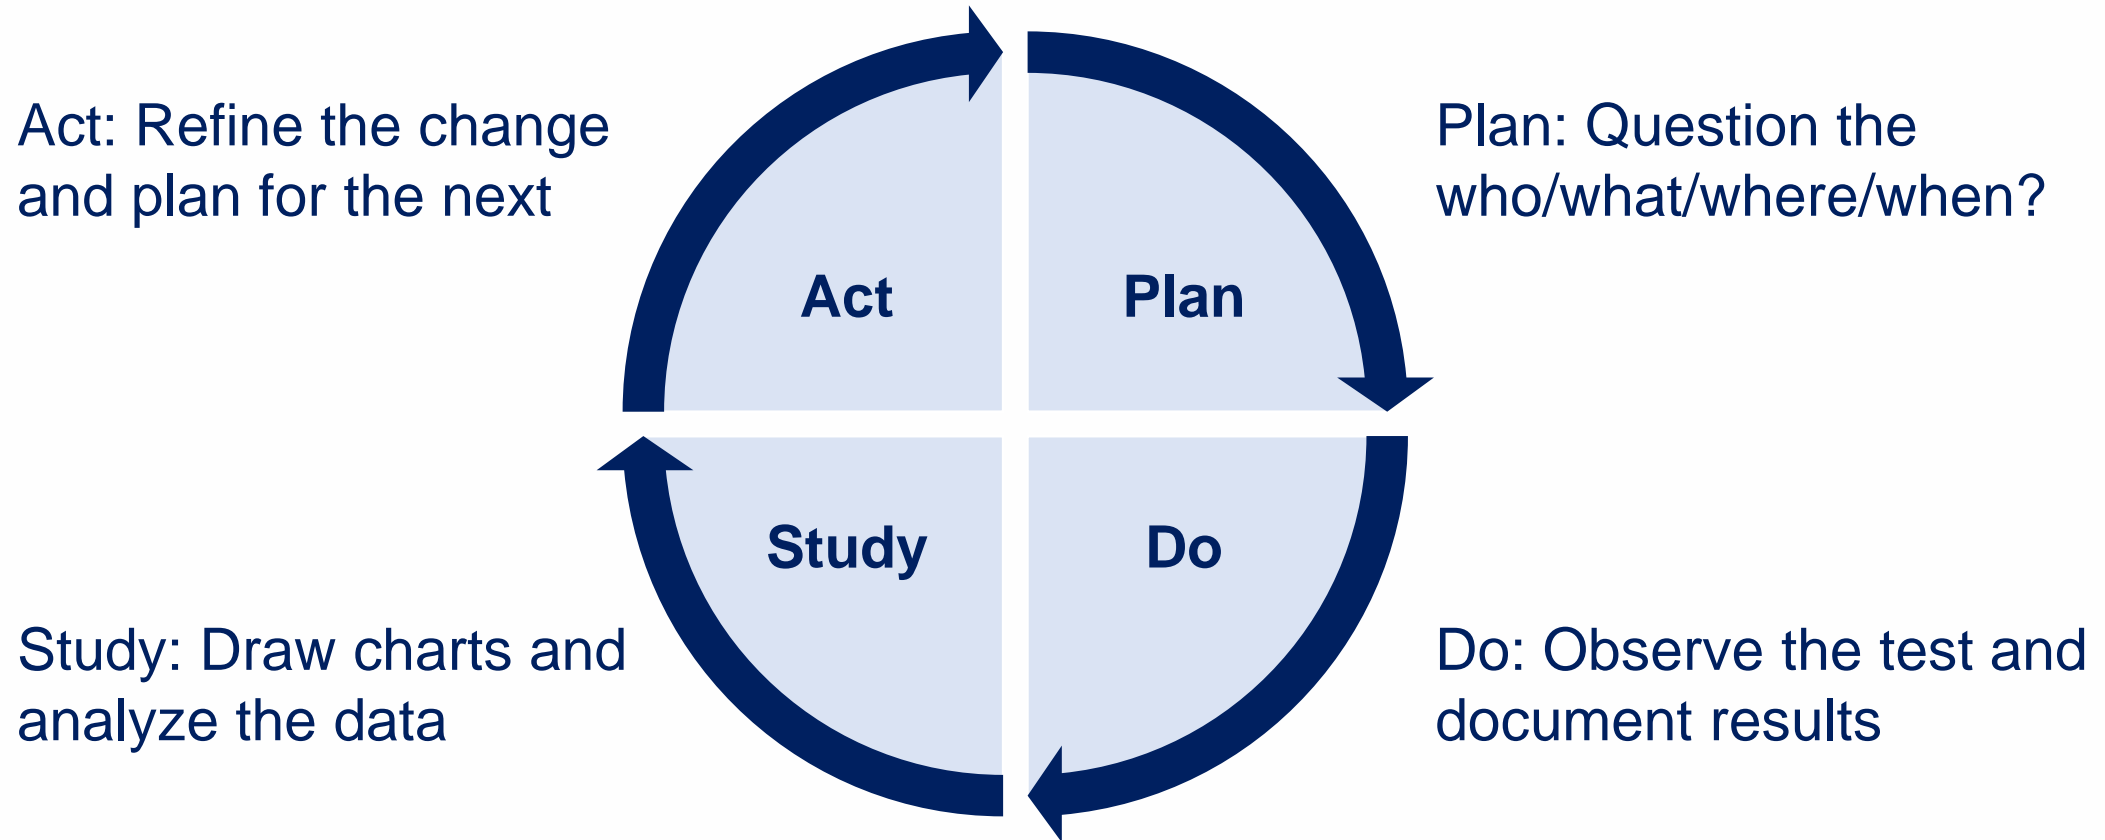 Act: Refine the change
and plan for the next
Plan: Question the
who/what/where/when?
Act
Plan
Study
Do
Study: Draw charts and
analyze the data
Do: Observe the test and
document results